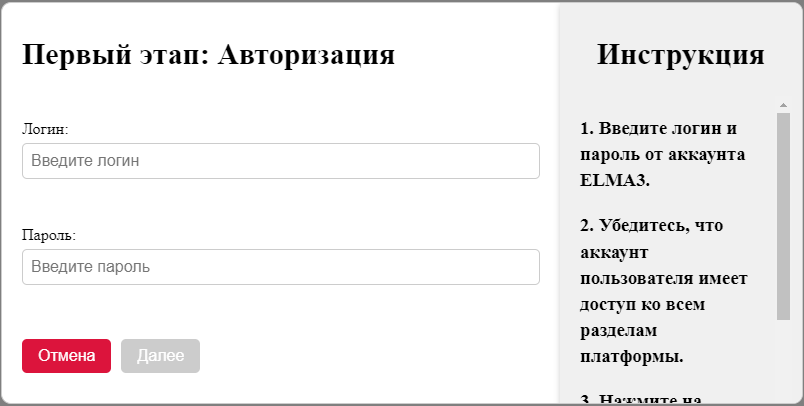 Первый этап: Авторизация
Логин:
Введите логин
Пароль:
Введите пароль
Отмена
Далее
Инструкция
1. Введите логин и
пароль от аккаунта
ELMA3.
2. Убедитесь, что
аккаунт
пользователя имеет
доступ ко всем
разделам
платформы.
3. Нажмите на